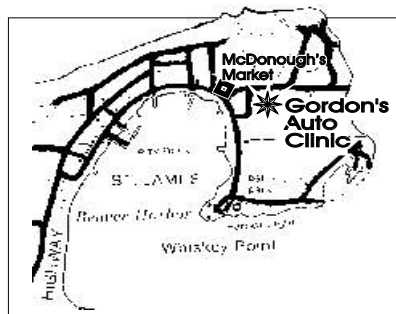 McDonough's
Market
Gordon's
Auto
Clinic
ST. JAMES
Beaver Harbor
Whiskey Point
HIGHWAY